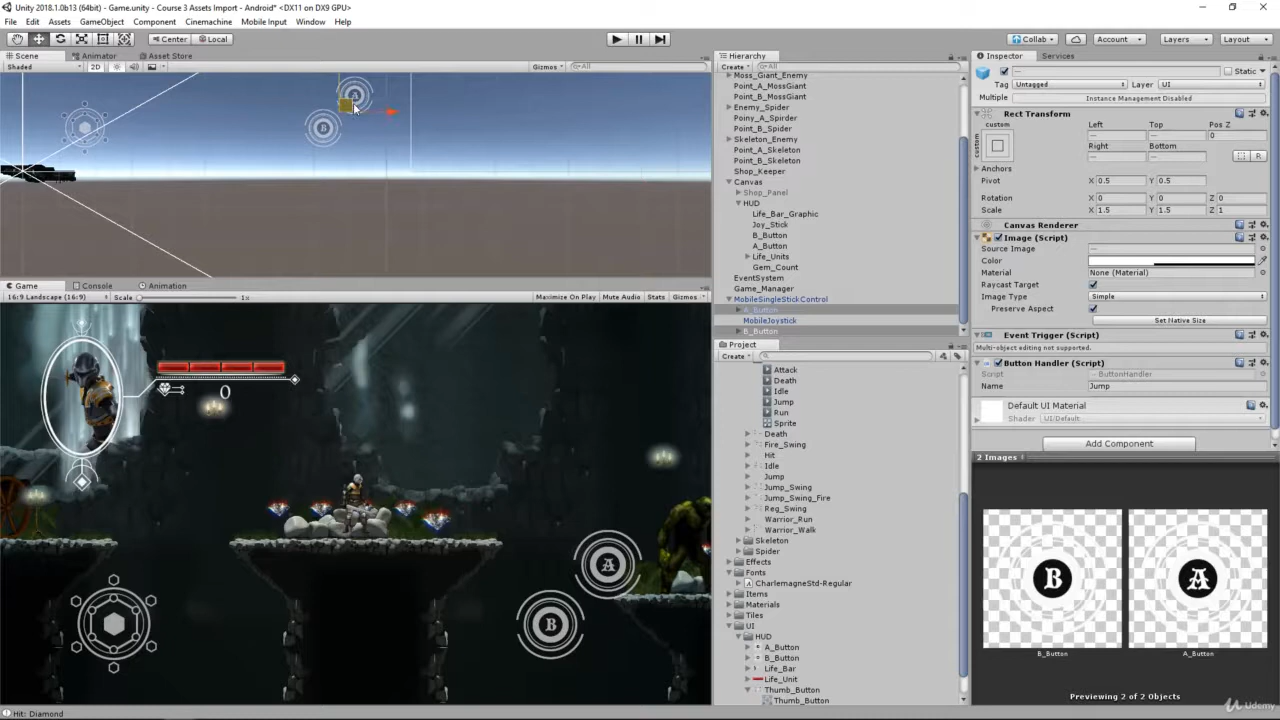 Unity 2018.1.0b13 (64bit) - Game.unity - Course 3 Assets Import - Android* <DX11 on DX9 GPU>
File Edit Assets GameObject Component Cinemachine Mobile Input Window Help
Center Local Collab Account Layers Layout
Scene Animator Asset Store
Shaded 2D Gizmos All
A
B
Game Console Animation
16:9 Landscape (16:9) Scale 1x Maximize On Play Mute Audio Stats Gizmos
0
A
B
Hit: Diamond
Hierarchy
Create All
Moss_Giant_Enemy
Point_A_MossGiant
Point_B_MossGiant
Enemy_Spider
Poiny_A_Spirder
Point_B_Spider
Skeleton_Enemy
Point_A_Skeleton
Point_B_Skeleton
Shop_Keeper
Canvas
Shop_Panel
HUD
Life_Bar_Graphic
Joy_Stick
B_Button
A_Button
Life_Units
Gem_Count
EventSystem
Game_Manager
MobileSingleStickControl
A_Button
MobileJoystick
B_Button
Project
Create
Attack
Death
Idle
Jump
Run
Sprite
Death
Fire_Swing
Hit
Idle
Jump
Jump_Swing
Jump_Swing_Fire
Reg_Swing
Warrior_Run
Warrior_Walk
Skeleton
Spider
Effects
Fonts
CharlemagneStd-Regular
Items
Materials
Tiles
UI
HUD
A_Button
B_Button
Life_Bar
Life_Unit
Thumb_Button
Thumb_Button
Inspector Services
— Static
Tag Untagged Layer UI
Multiple Instance Management Disabled
Rect Transform
custom Left Top Pos Z
custom — — 0
Right Bottom
— — R
Anchors
Pivot X 0.5 Y 0.5
Rotation X 0 Y 0 Z 0
Scale X 1.5 Y 1.5 Z 1
Canvas Renderer
Image (Script)
Source Image —
Color
Material None (Material)
Raycast Target
Image Type Simple
Preserve Aspect
Set Native Size
Event Trigger (Script)
Multi-object editing not supported.
Button Handler (Script)
Script ButtonHandler
Name Jump
Default UI Material
Shader UI/Default
Add Component
2 Images
B A
B_Button A_Button
Previewing 2 of 2 Objects
Udemy